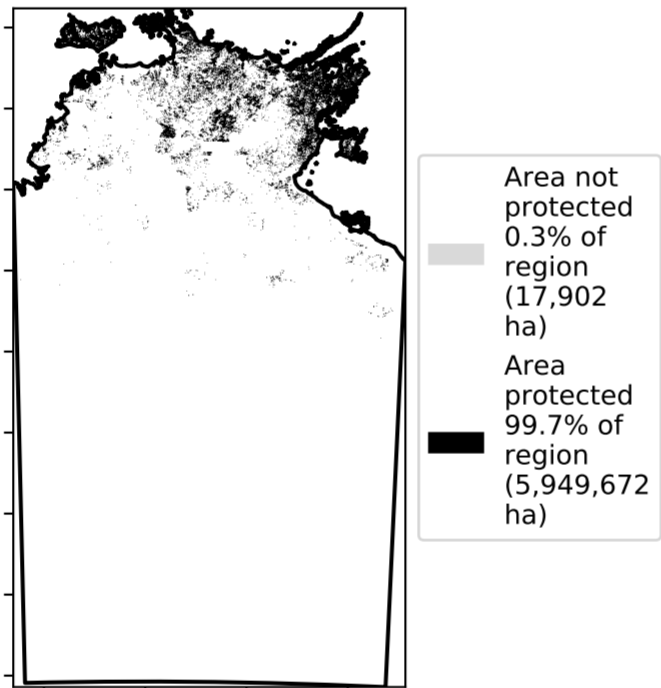 Area not
protected
0.3% of
region
(17,902
ha)
Area
protected
99.7% of
region
(5,949,672
ha)